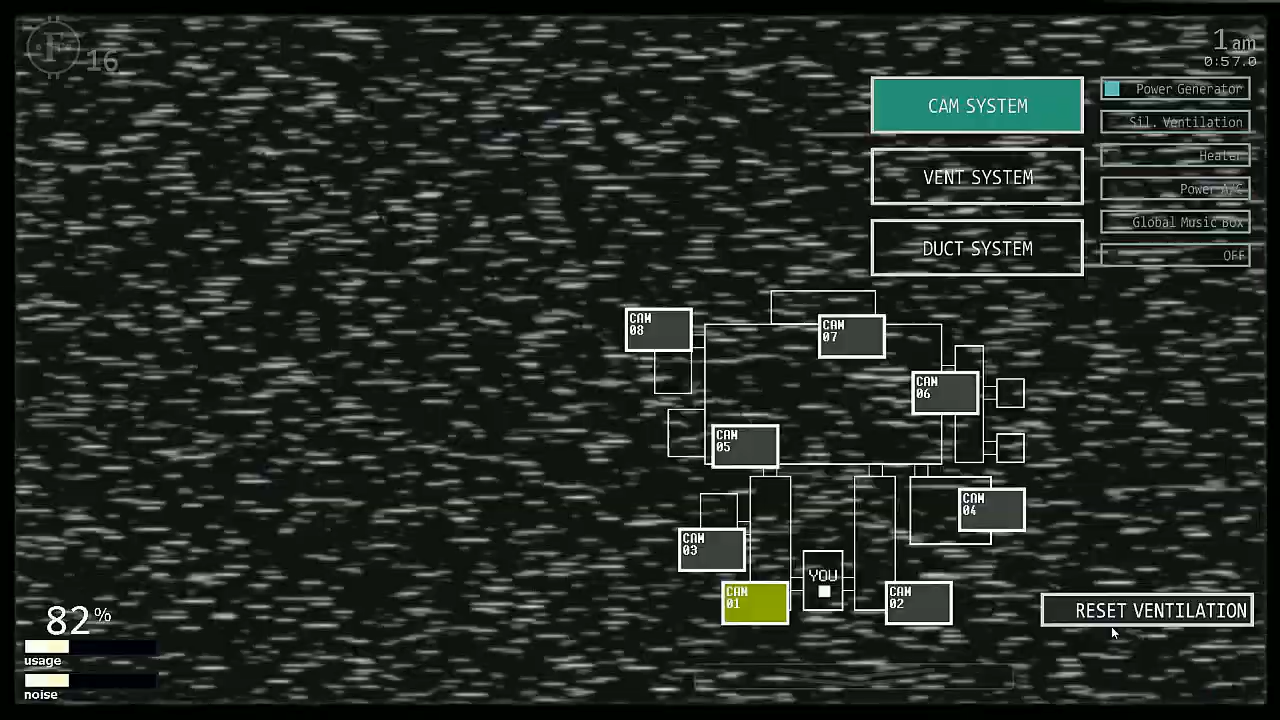 F 16
1 am
0:57.0
CAM SYSTEM
VENT SYSTEM
DUCT SYSTEM
Power Generator
Sil. Ventilation
Heater
Power A/C
Global Music Box
OFF
CAM
08
CAM
07
CAM
06
CAM
05
CAM
04
CAM
03
YOU
CAM
01
CAM
02
RESET VENTILATION
82%
usage
noise